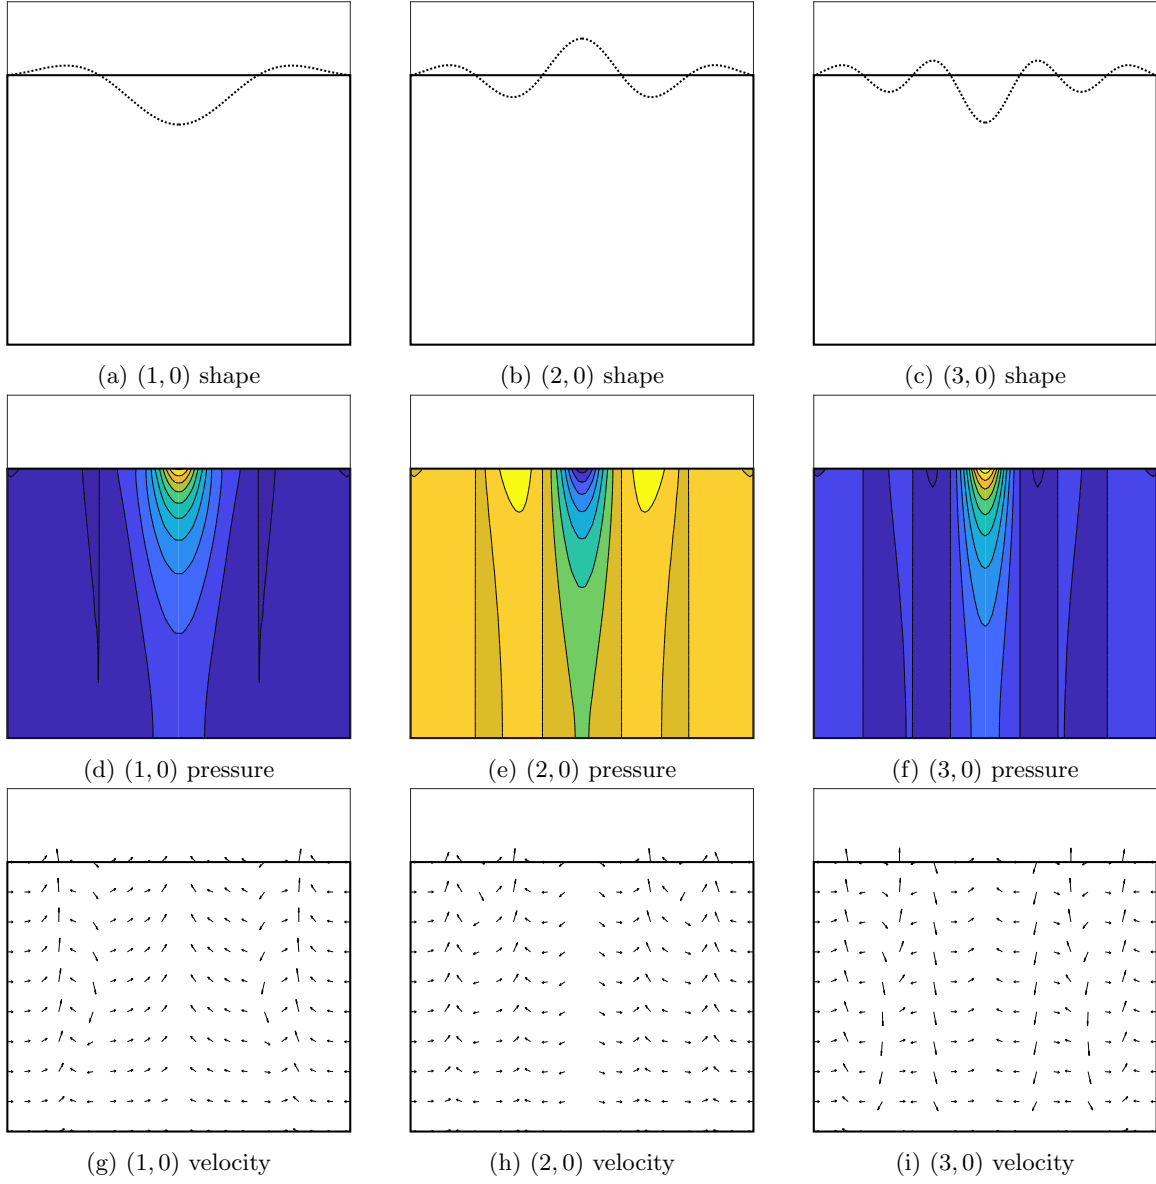 (a) (1, 0) shape
(b) (2, 0) shape
(c) (3, 0) shape
(d) (1, 0) pressure
(e) (2, 0) pressure
(f) (3, 0) pressure
(g) (1, 0) velocity
(h) (2, 0) velocity
(i) (3, 0) velocity